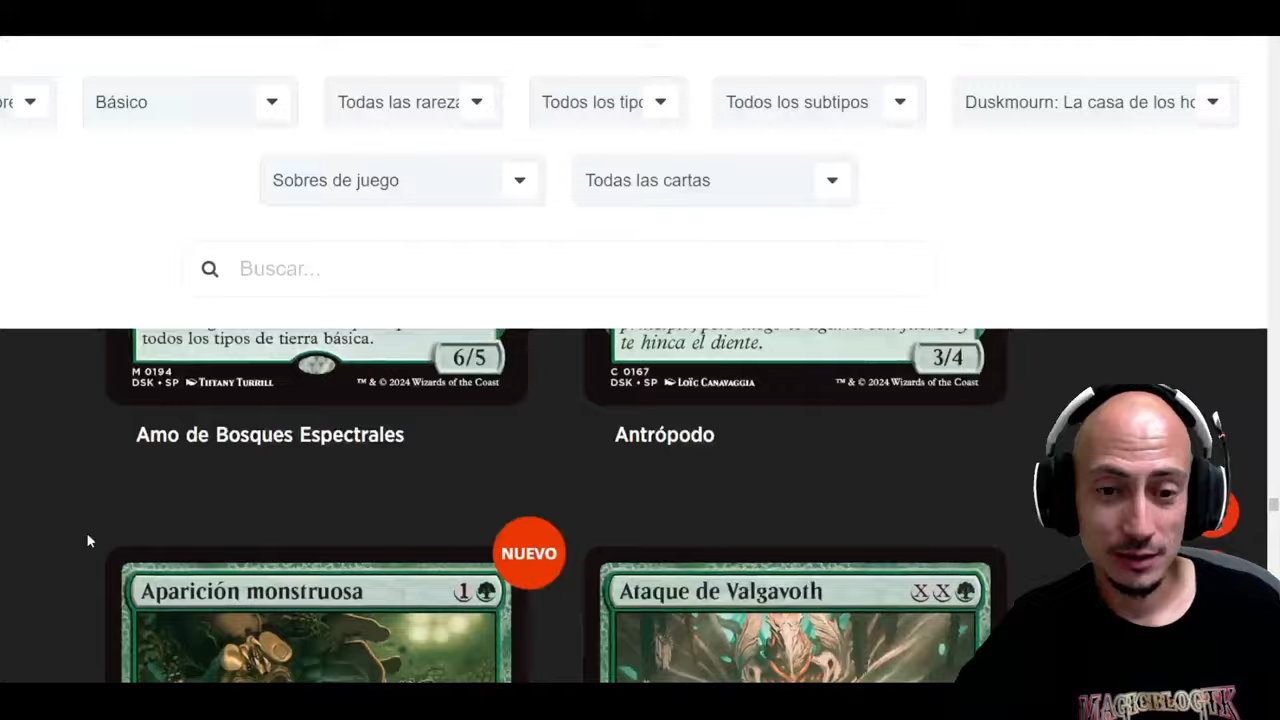 Básico
Todas las rareza
Todos los tipo
Todos los subtipos
Duskmourn: La casa de los ho
Sobres de juego
Todas las cartas
Buscar...
todos los tipos de tierra básica.
6/5
M 0194
DSK • SP TIFFANY TURRILL
™ & © 2024 Wizards of the Coast
te hinca el diente.
3/4
C 0167
DSK • SP LOÏC CANAVAGGIA
™ & © 2024 Wizards of the Coast
Amo de Bosques Espectrales
Antrópodo
NUEVO
Aparición monstruosa
1
Ataque de Valgavoth
X X